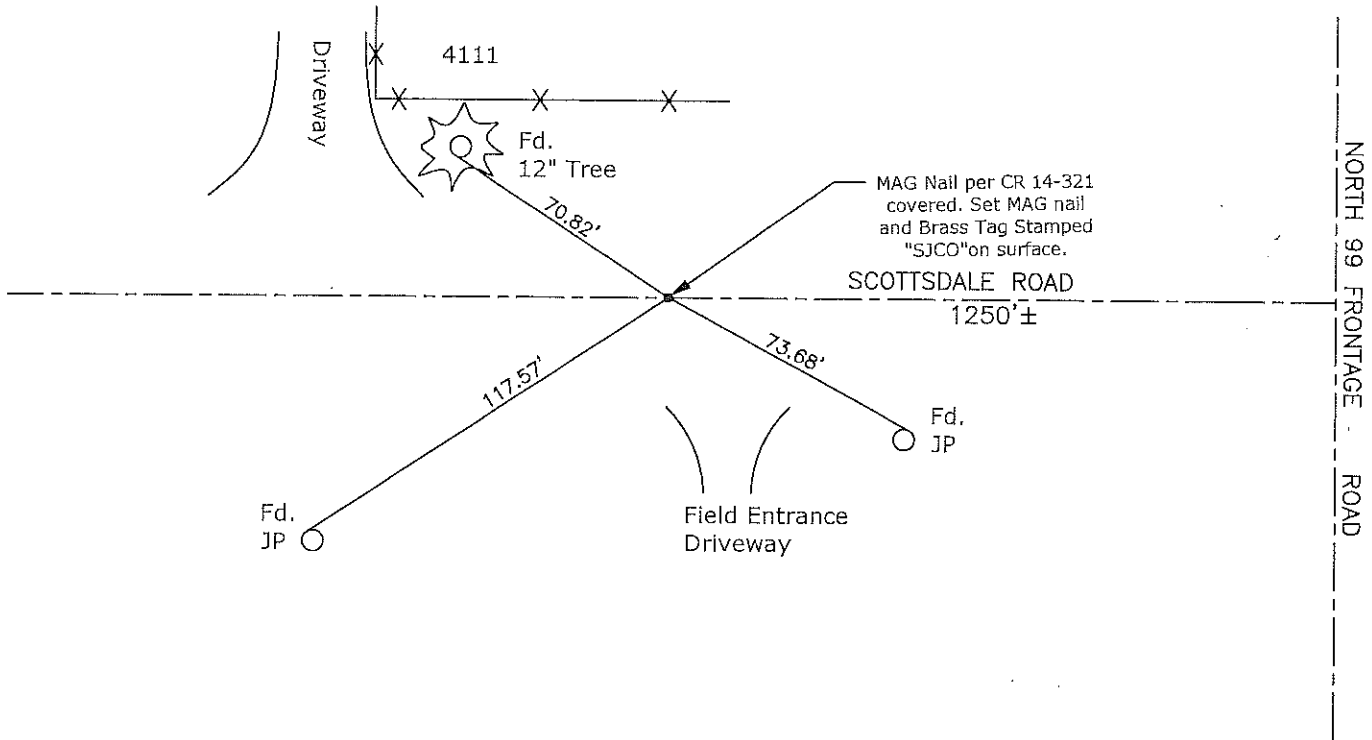 Driveway
4111
Fd.
12" Tree
70.82'
MAG Nail per CR 14-321
covered. Set MAG nail
and Brass Tag Stamped
"SJCO"on surface.
SCOTTSDALE ROAD
1250'±
NORTH 99 FRONTAGE - ROAD
117.57'
73.68'
Fd.
JP
Fd.
JP
Field Entrance
Driveway